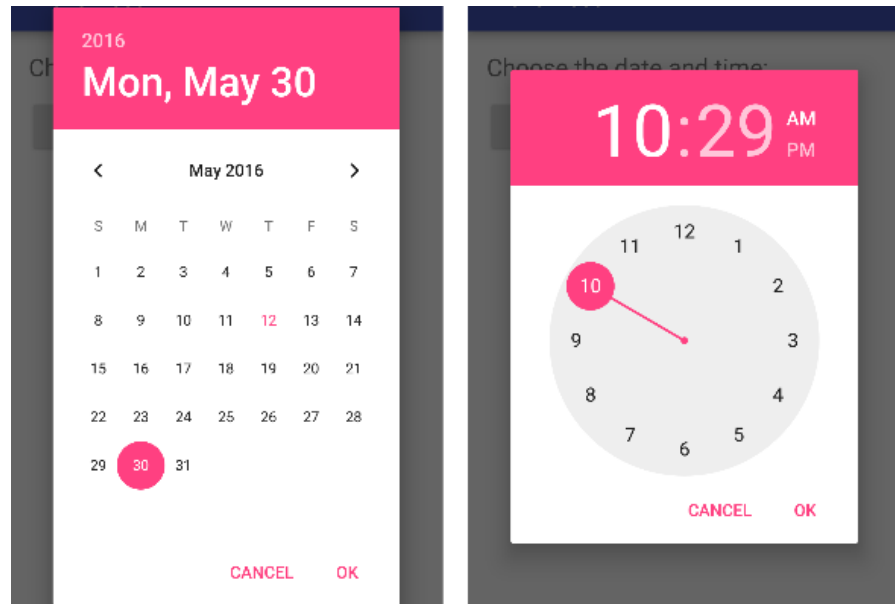 2016
Mon, May 30
May 2016
S M T W T F S
1 2 3 4 5 6 7
8 9 10 11 12 13 14
15 16 17 18 19 20 21
22 23 24 25 26 27 28
29 30 31
CANCEL OK
Choose the date and time:
10:29 AM
PM
12
11 1
10 2
9 3
8 4
7 5
6
CANCEL OK